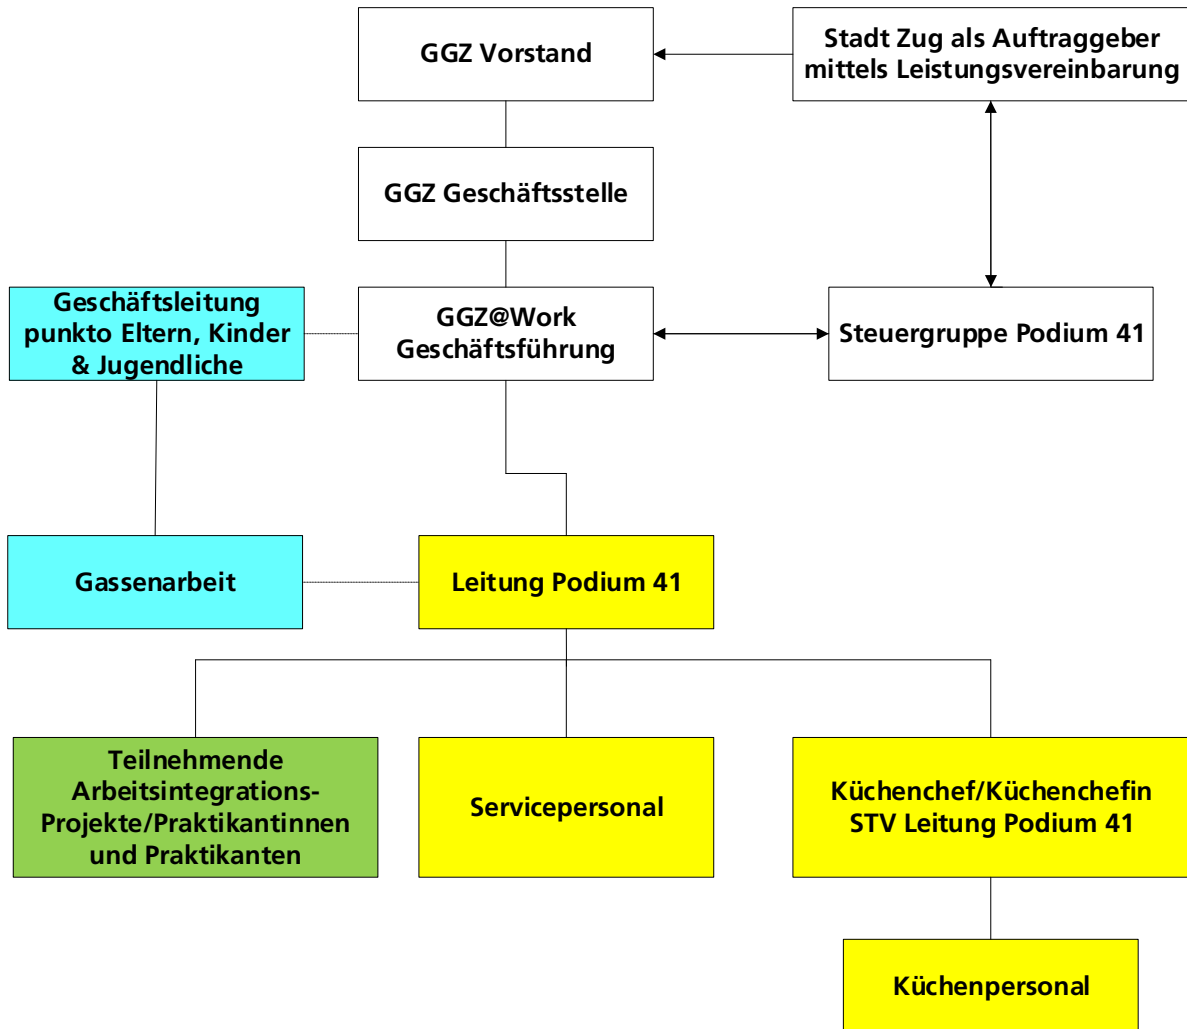 GGZ Vorstand
Stadt Zug als Auftraggeber
mittels Leistungsvereinbarung
GGZ Geschäftsstelle
Geschäftsleitung
punkto Eltern, Kinder
& Jugendliche
GGZ@Work
Geschäftsführung
Steuergruppe Podium 41
Gassenarbeit
Leitung Podium 41
Teilnehmende
Arbeitsintegrations-
Projekte/Praktikantinnen
und Praktikanten
Servicepersonal
Küchenchef/Küchenchefin
STV Leitung Podium 41
Küchenpersonal